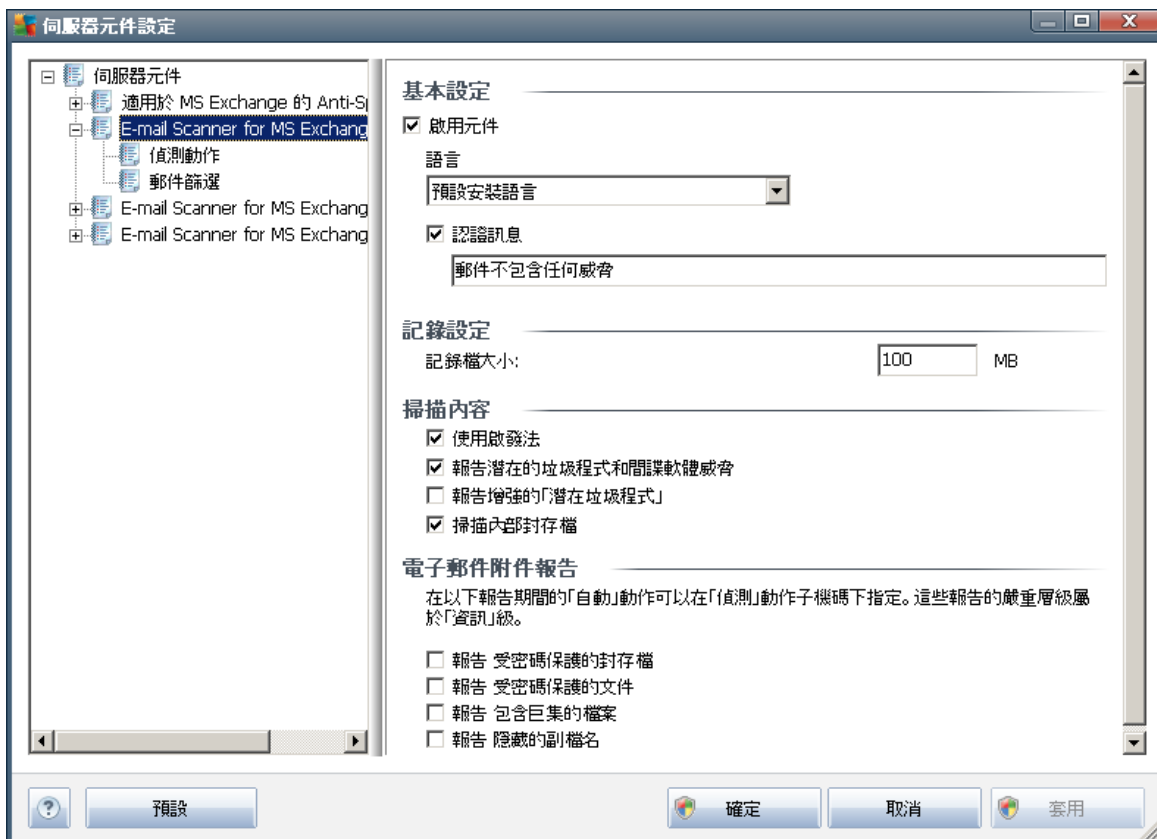 伺服器元件設定
伺服器元件
適用於 MS Exchange 的 Anti-S
E-mail Scanner for MS Exchang
偵測動作
郵件篩選
E-mail Scanner for MS Exchang
E-mail Scanner for MS Exchang
基本設定
啟用元件
語言
預設安裝語言
認證訊息
郵件不包含任何威脅
記錄設定
記錄檔大小:
100 MB
掃描內容
使用啟發法
報告潛在的垃圾程式和間諜軟體威脅
報告增強的「潛在垃圾程式」
掃描內部封存檔
電子郵件附件報告
在以下報告期間的「自動」動作可以在「偵測」動作子機碼下指定。這些報告的嚴重層級屬
於「資訊」級。
報告 受密碼保護的封存檔
報告 受密碼保護的文件
報告 包含巨集的檔案
報告 隱藏的副檔名
?
預設
確定
取消
套用